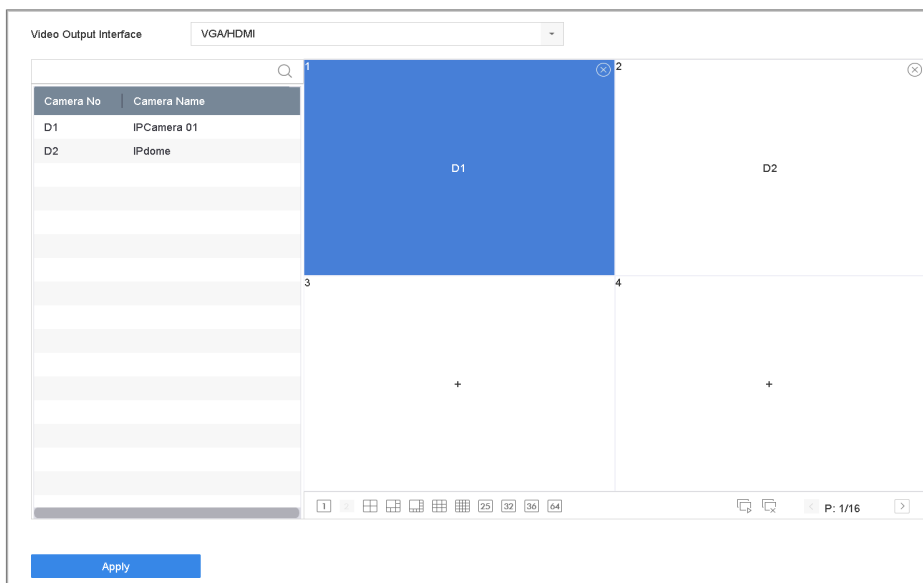 Video Output Interface VGA/HDMI
1 2
Camera No Camera Name
D1 IPCamera 01
D2 IPdome
D1 D2
3 4
+ +
1 2 25 32 36 64 < P: 1/16 >
Apply